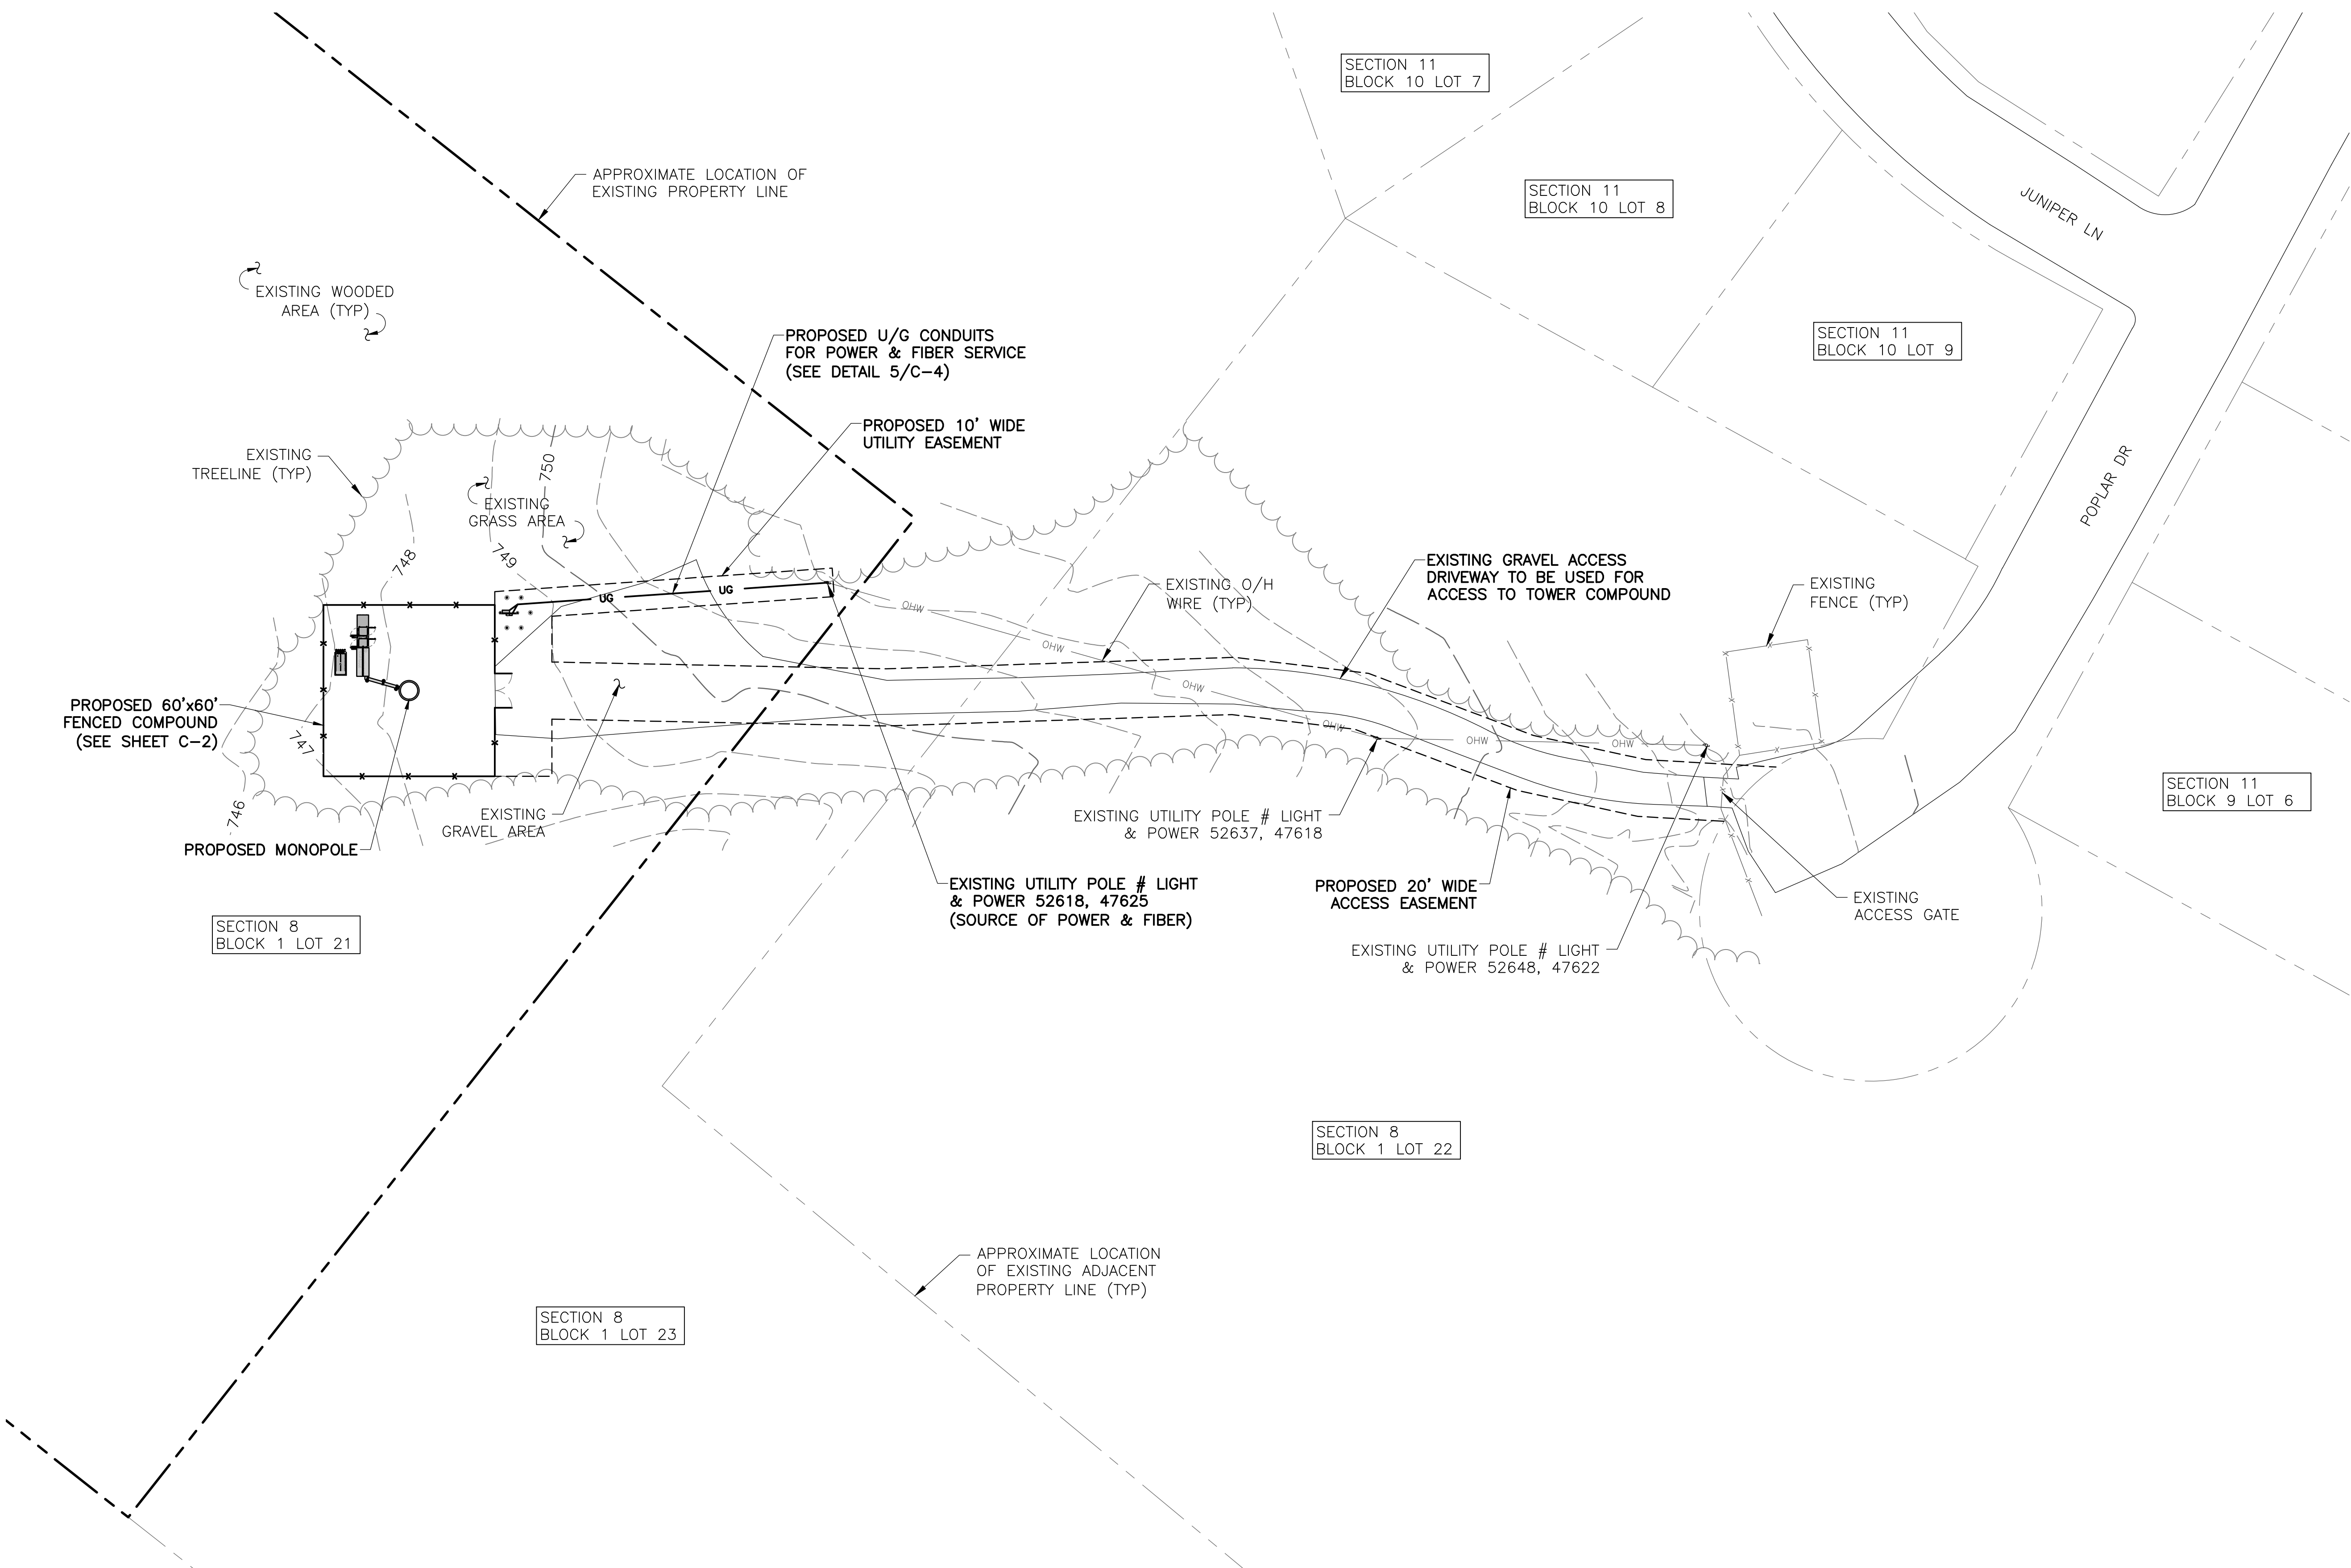 SECTION 11
BLOCK 10 LOT 7
APPROXIMATE LOCATION OF
EXISTING PROPERTY LINE
SECTION 11
BLOCK 10 LOT 8
JUNIPER LN
EXISTING WOODED
AREA (TYP)
PROPOSED U/G CONDUITS
FOR POWER & FIBER SERVICE
(SEE DETAIL 5/C-4)
SECTION 11
BLOCK 10 LOT 9
PROPOSED 10' WIDE
UTILITY EASEMENT
EXISTING
TREELINE (TYP)
750
POPLAR DR
EXISTING
GRASS AREA
748
749
EXISTING GRAVEL ACCESS
DRIVEWAY TO BE USED FOR
ACCESS TO TOWER COMPOUND
EXISTING O/H
WIRE (TYP)
EXISTING
FENCE (TYP)
UG
UG
OHW
OHW
OHW
OHW
OHW
OHW
PROPOSED 60'x60'
FENCED COMPOUND
(SEE SHEET C-2)
747
746
SECTION 11
BLOCK 9 LOT 6
EXISTING
GRAVEL AREA
EXISTING UTILITY POLE # LIGHT
& POWER 52637, 47618
PROPOSED MONOPOLE
EXISTING UTILITY POLE # LIGHT
& POWER 52618, 47625
(SOURCE OF POWER & FIBER)
PROPOSED 20' WIDE
ACCESS EASEMENT
EXISTING
ACCESS GATE
SECTION 8
BLOCK 1 LOT 21
EXISTING UTILITY POLE # LIGHT
& POWER 52648, 47622
SECTION 8
BLOCK 1 LOT 22
APPROXIMATE LOCATION
OF EXISTING ADJACENT
PROPERTY LINE (TYP)
SECTION 8
BLOCK 1 LOT 23